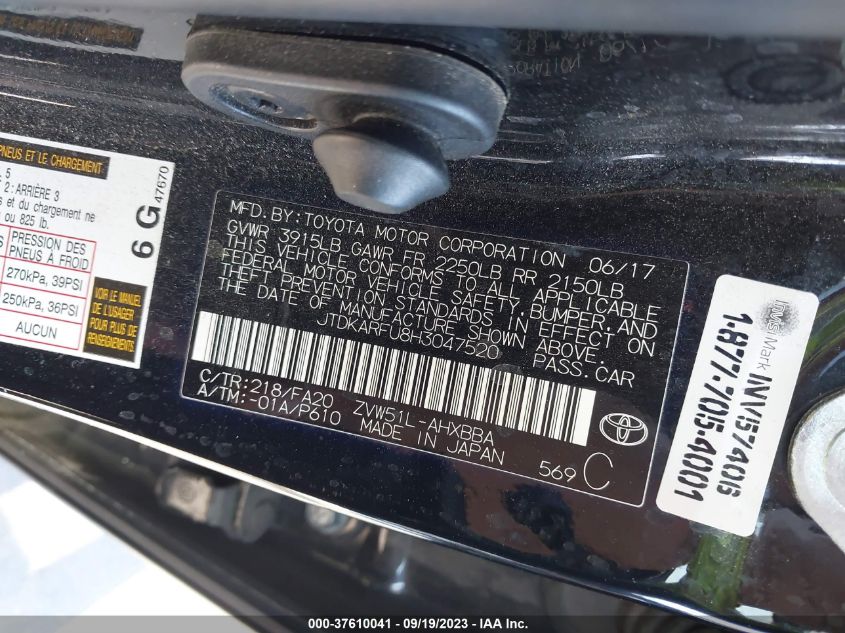 PNEUS ET LE CHARGEMENT
5
2 : ARRIÈRE 3
s et du chargement ne
ou 825 lb.
PRESSION DES
PNEUS À FROID
270kPa, 39PSI
250kPa, 36PSI
AUCUN
VOIR LE MANUEL
DE L'USAGER
POUR PLUS DE
RENSEIGNEMENTS
6 G
47670
MFD. BY: TOYOTA MOTOR CORPORATION 06/17
GVWR 3915LB GAWR FR 2250LB RR 2150LB
THIS VEHICLE CONFORMS TO ALL APPLICABLE
FEDERAL MOTOR VEHICLE SAFETY, BUMPER, AND
THEFT PREVENTION STANDARDS IN EFFECT ON
THE DATE OF MANUFACTURE SHOWN ABOVE.
JTDKARFU8H3047520 PASS. CAR
C/TR: 218/FA20 ZVW51L-AHXBBA
A/TM: -01A/P610 MADE IN JAPAN
569 C
TOYOTA
Mark INV157406
1-877-705-4001
000-37610041 - 09/19/2023 - IAA Inc.